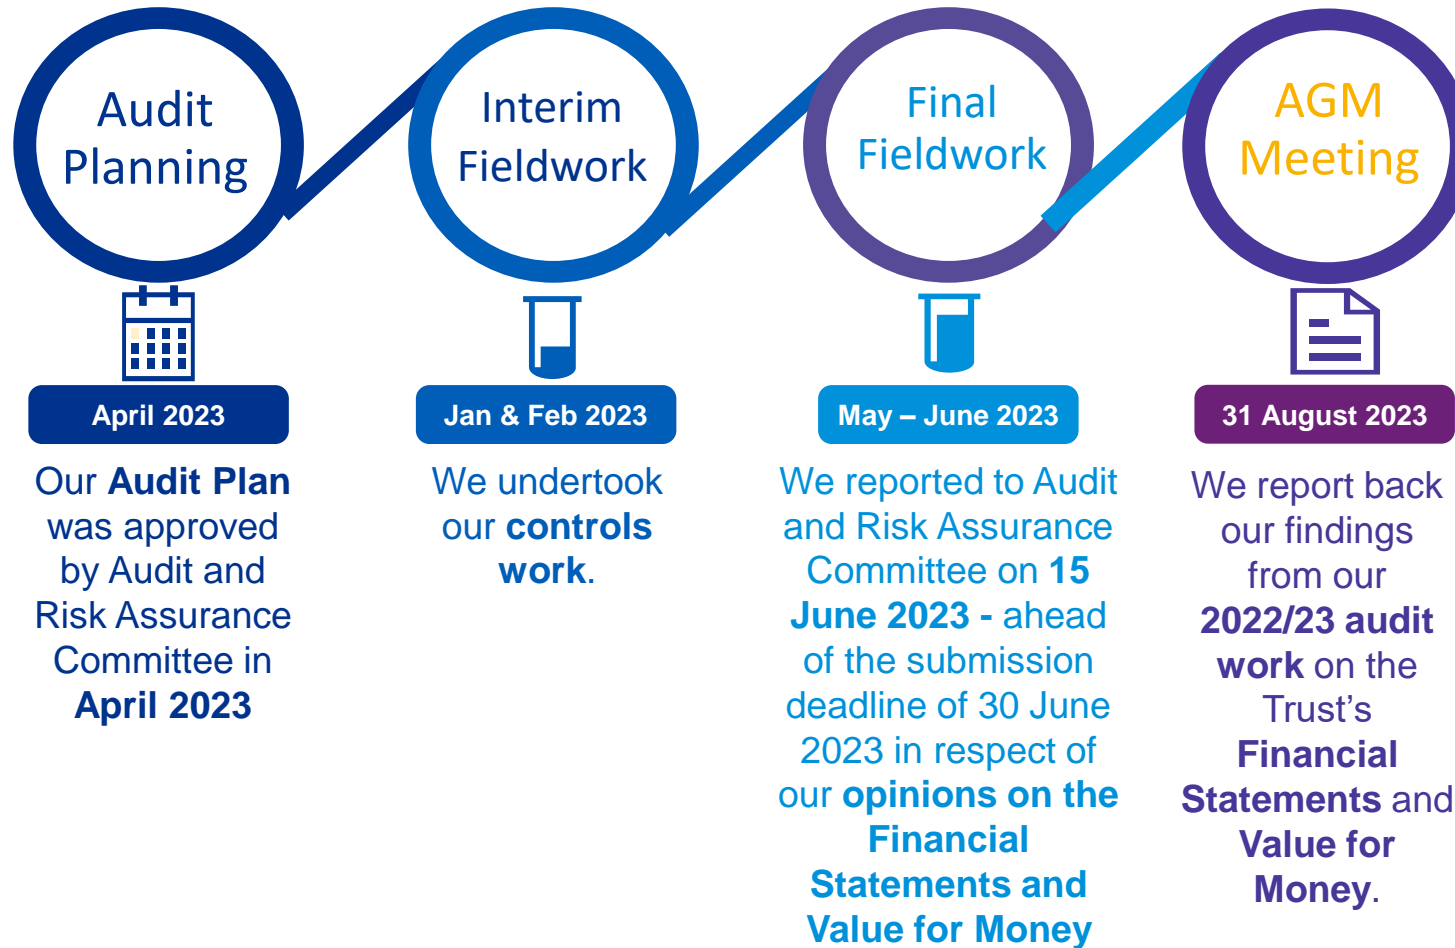 Audit
Planning
April 2023
Our Audit Plan
was approved
by Audit and
Risk Assurance
Committee in
April 2023
Interim
Fieldwork
Jan & Feb 2023
We undertook
our controls
work.
Final
Fieldwork
May – June 2023
We reported to Audit
and Risk Assurance
Committee on 15
June 2023 - ahead
of the submission
deadline of 30 June
2023 in respect of
our opinions on the
Financial
Statements and
Value for Money
AGM
Meeting
31 August 2023
We report back
our findings
from our
2022/23 audit
work on the
Trust’s
Financial
Statements and
Value for
Money.